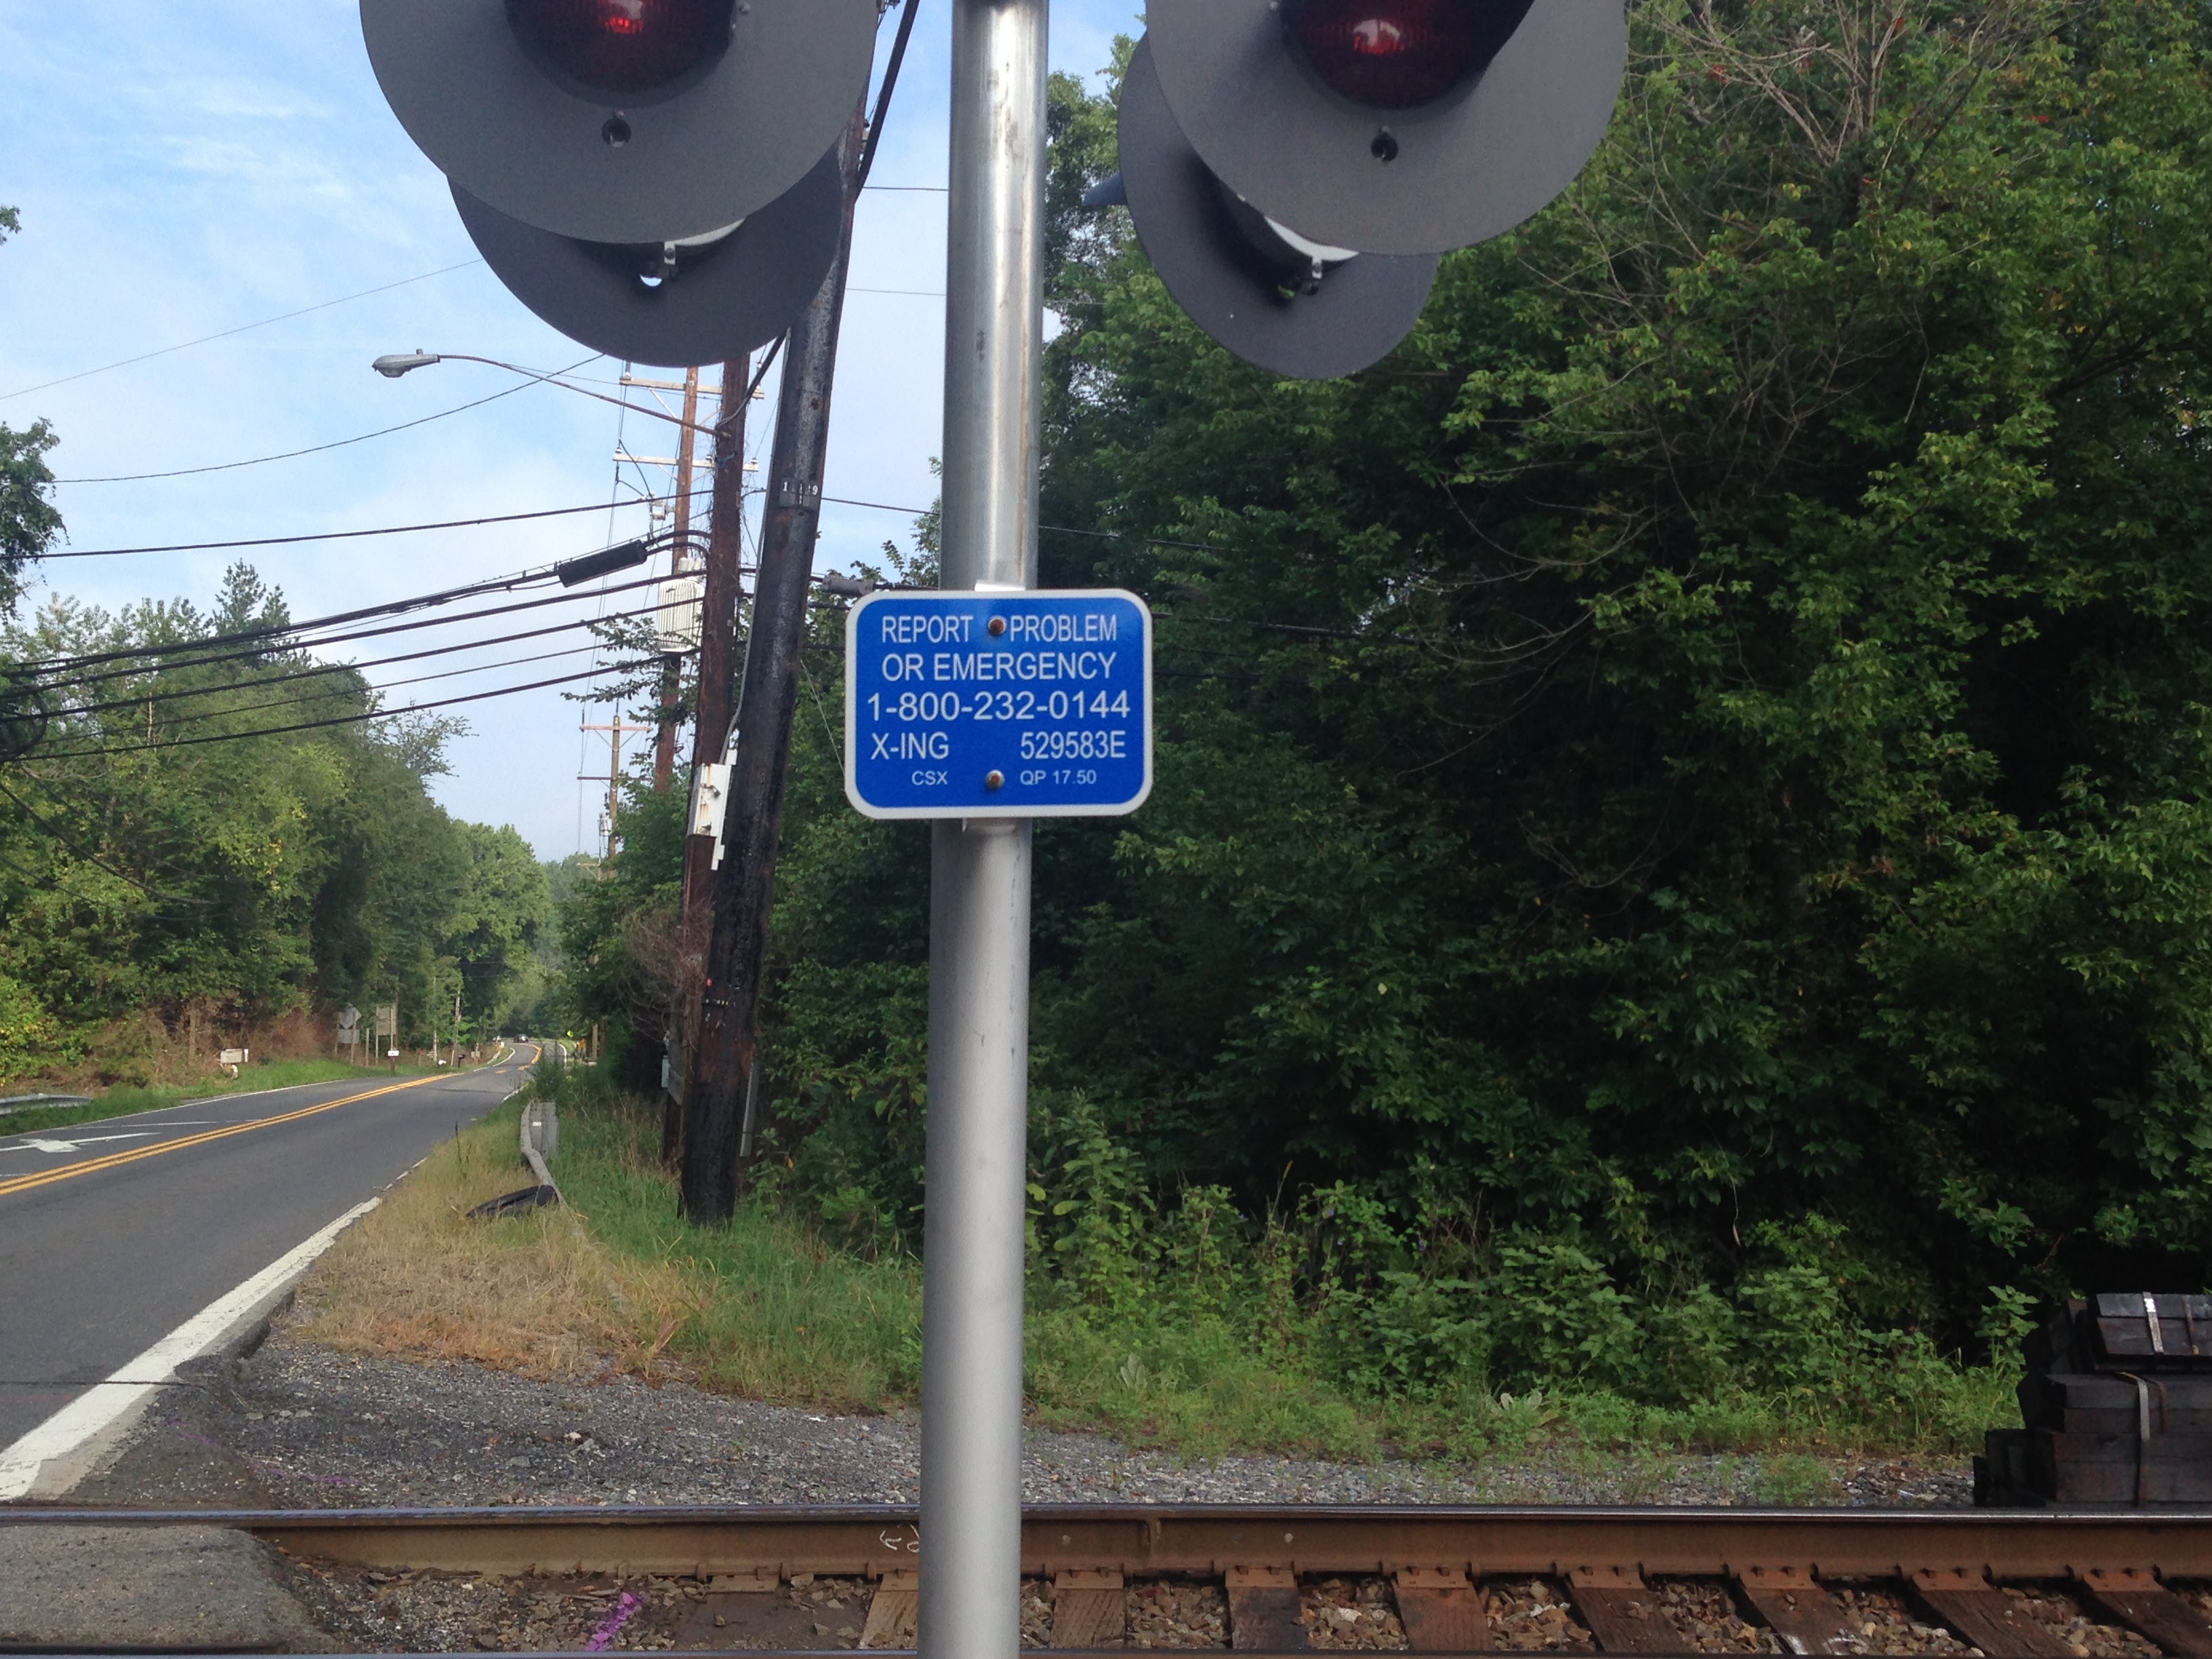 REPORT PROBLEM
OR EMERGENCY
1-800-232-0144
X-ING 529583E
CSX QP 17.50